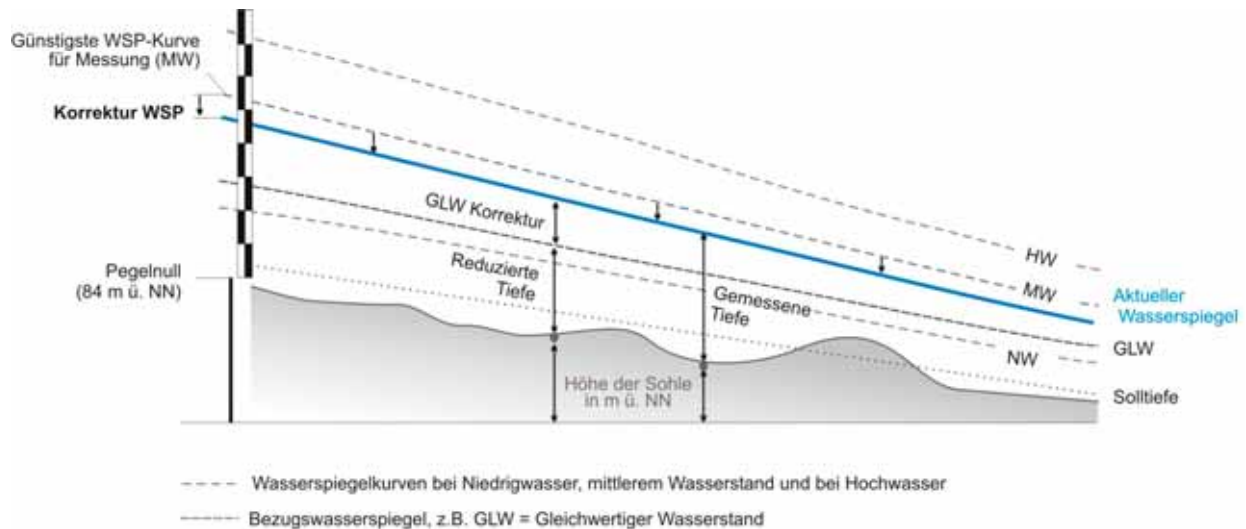 Günstigste WSP-Kurve
für Messung (MW)
Korrektur WSP
GLW Korrektur
Reduzierte
Tiefe
Gemessene
Tiefe
Pegelnull
(84 m ü. NN)
Höhe der Sohle
in m ü. NN
HW
MW
Aktueller
Wasserspiegel
GLW
NW
Solltiefe
Wasserspiegelkurven bei Niedrigwasser, mittlerem Wasserstand und bei Hochwasser
Bezugswasserspiegel, z.B. GLW = Gleichwertiger Wasserstand